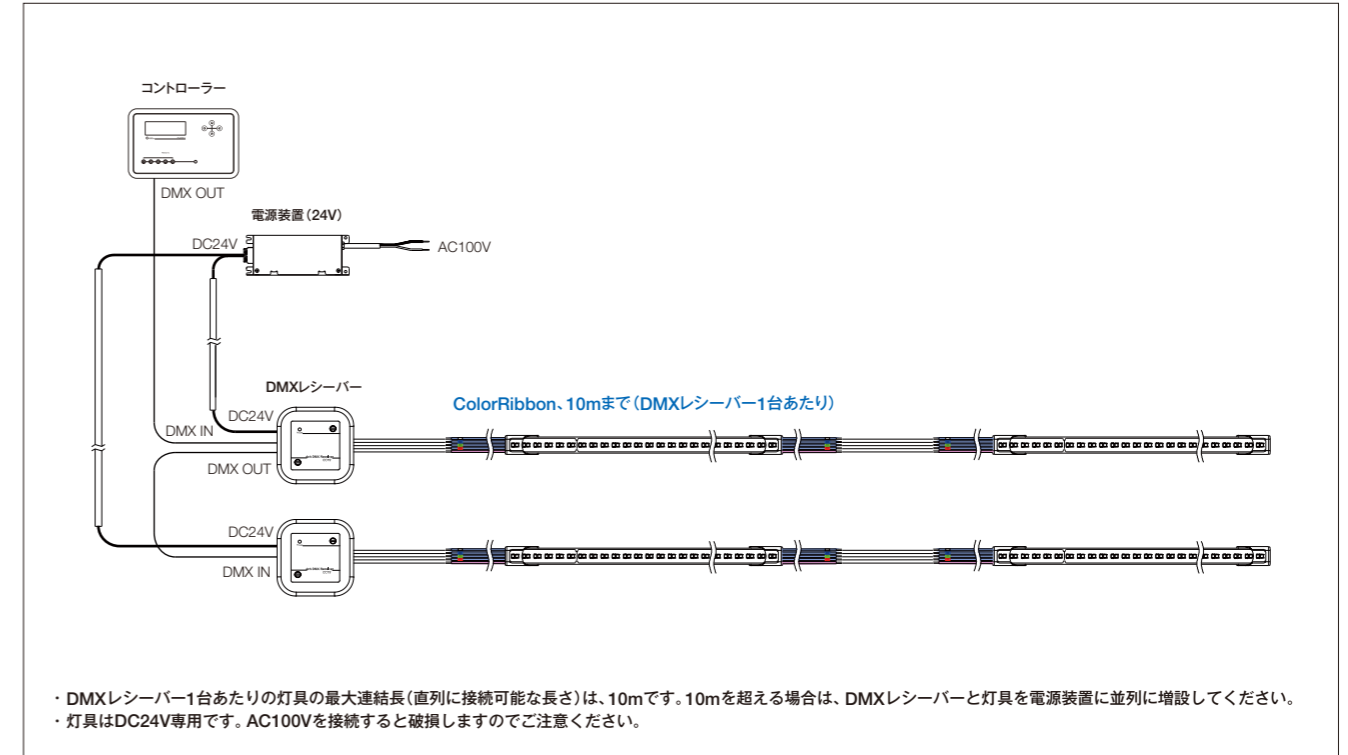 コントローラー
DMX OUT
電源装置（24V）
DC24V
AC100V
DMXレシーバー
ColorRibbon、10mまで（DMXレシーバー1台あたり）
DC24V
DMX IN
DMX OUT
DC24V
DMX IN
・ DMXレシーバー1台あたりの灯具の最大連結長（直列に接続可能な長さ）は、10mです。10mを超える場合は、DMXレシーバーと灯具を電源装置に並列に増設してください。
・ 灯具はDC24V専用です。AC100Vを接続すると破損しますのでご注意ください。